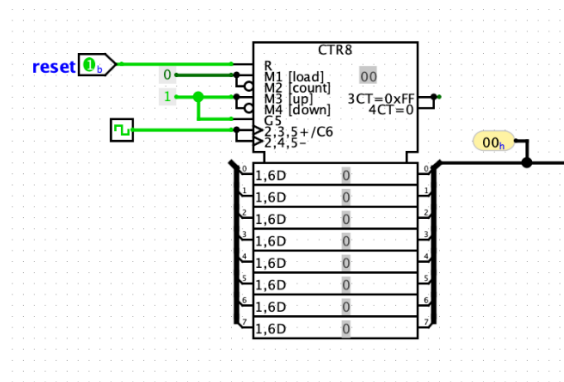 CTR8
reset 1b
R
0 M1 [load] 00
M2 [count]
1 M3 [up] 3CT=0xFF
M4 [down] 4CT=0
G5
2,3,5+/C6
2,4,5-
00h
0 1,6D 0 0
1 1,6D 0 1
2 1,6D 0 2
3 1,6D 0 3
4 1,6D 0 4
5 1,6D 0 5
6 1,6D 0 6
7 1,6D 0 7